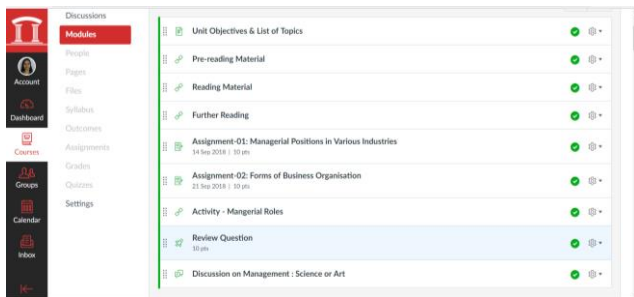 Account
Dashboard
Courses
Groups
Calendar
Inbox
Discussions
Modules
People
Pages
Files
Syllabus
Outcomes
Assignments
Grades
Quizzes
Settings
Unit Objectives & List of Topics
Pre-reading Material
Reading Material
Further Reading
Assignment-01: Managerial Positions in Various Industries
14 Sep 2018 | 10 pts
Assignment-02: Forms of Business Organisation
21 Sep 2018 | 10 pts
Activity - Mangerial Roles
Review Question
10 pts
Discussion on Management : Science or Art